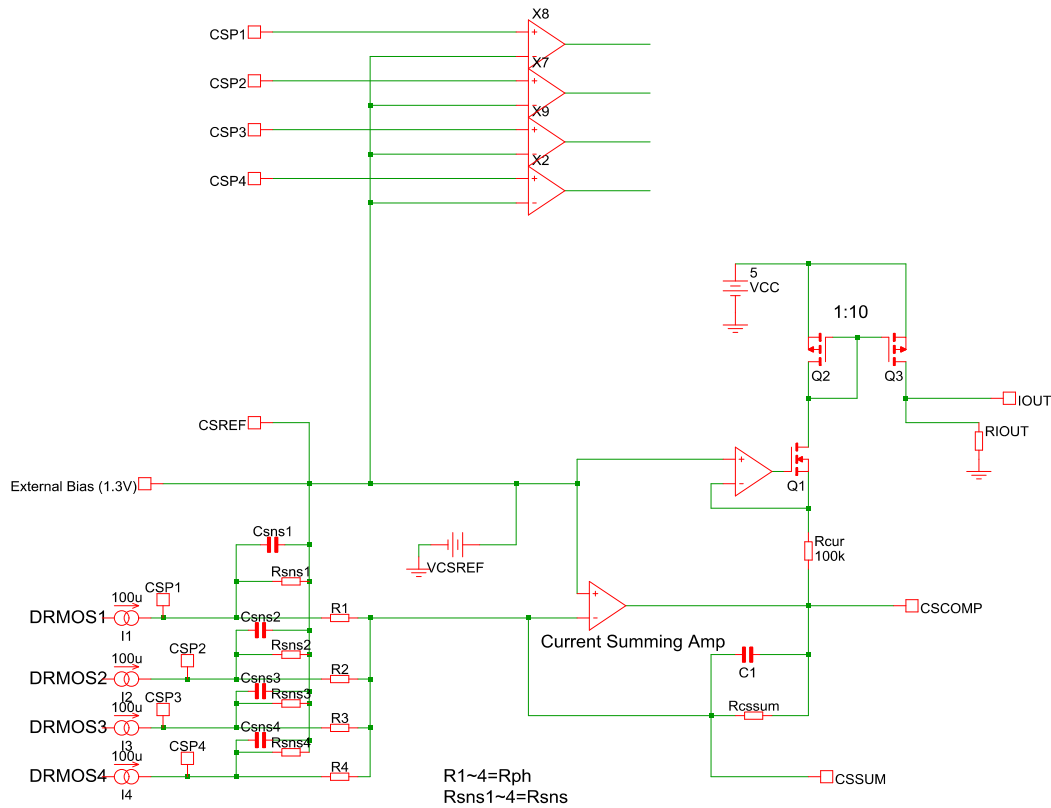 X8
CSP1
X7
CSP2
X9
CSP3
X2
CSP4
5
VCC
1:10
Q2
Q3
IOUT
CSREF
RIOUT
External Bias (1.3V)
Q1
Csns1
Rcur
100k
VCSREF
Rsns1
CSP1
100u
R1
DRMOS1
I1
Csns2
CSCOMP
Current Summing Amp
Rsns2
CSP2
100u
R2
C1
DRMOS2
I2
Csns3
CSP3
Rsns3
100u
Rcssum
R3
DRMOS3
I3
Csns4
CSP4
Rsns4
100u
R4
DRMOS4
I4
R1~4=Rph
CSSUM
Rsns1~4=Rsns